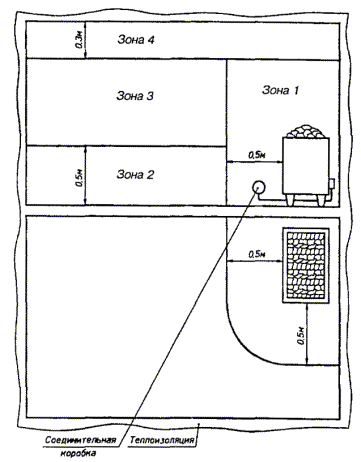 0,3м
Зона 4
Зона 3
Зона 1
0,5м
0,5м
Зона 2
0,5м
0,5м
Соединительная
коробка
Теплоизоляция